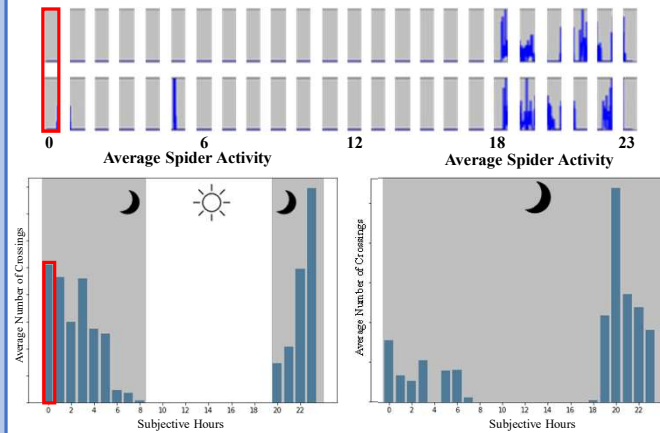 0 6 12 18 23
Average Spider Activity Average Spider Activity
Average Number of Crossings
0 2 4 6 8 10 12 14 16 18 20 22
Subjective Hours
Average Number of Crossings
0 2 4 6 8 10 12 14 16 18 20 22
Subjective Hours